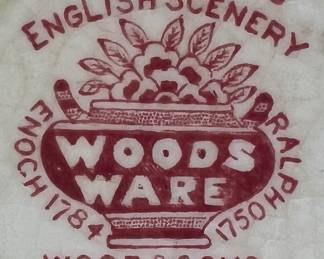 ENGLISH SCENERY
ENOCH 1784
RALPH 1750
WOODS
WARE